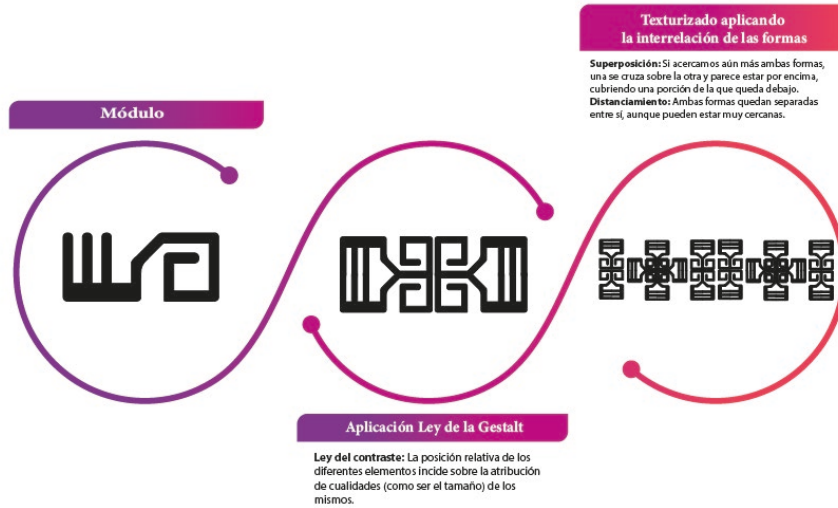 Módulo
Aplicación Ley de la Gestalt
Ley del contraste: La posición relativa de los
diferentes elementos incide sobre la atribución
de cualidades (como ser el tamaño) de los
mismos.
Texturizado aplicando
la interrelación de las formas
Superposición: Si acercamos aún más ambas formas,
una se cruza sobre la otra y parece estar por encima,
cubriendo una porción de la que queda debajo.
Distanciamiento: Ambas formas quedan separadas
entre sí, aunque pueden estar muy cercanas.